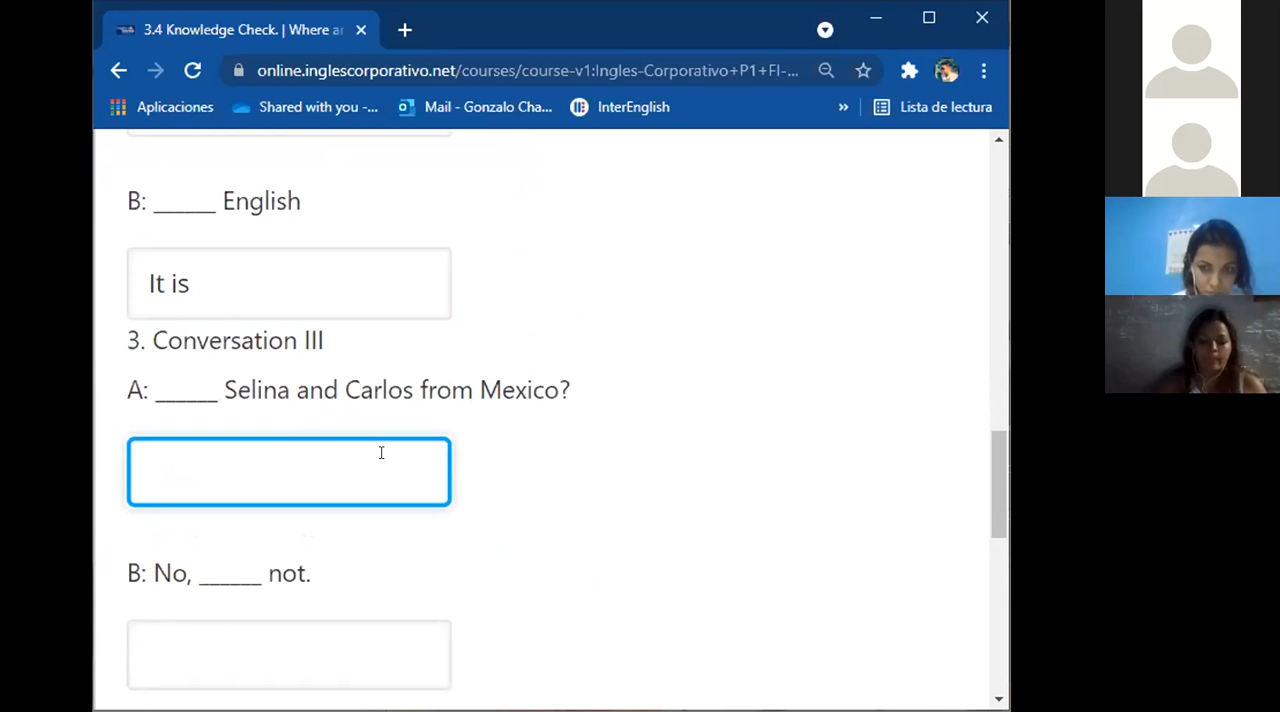 3.4 Knowledge Check. | Where ar
online.inglescorporativo.net/courses/course-v1:Ingles-Corporativo+P1+FI-...
Aplicaciones
Shared with you -...
Mail - Gonzalo Cha...
InterEnglish
»
Lista de lectura
B: ______ English
It is
3. Conversation III
A: ______ Selina and Carlos from Mexico?
B: No, ______ not.